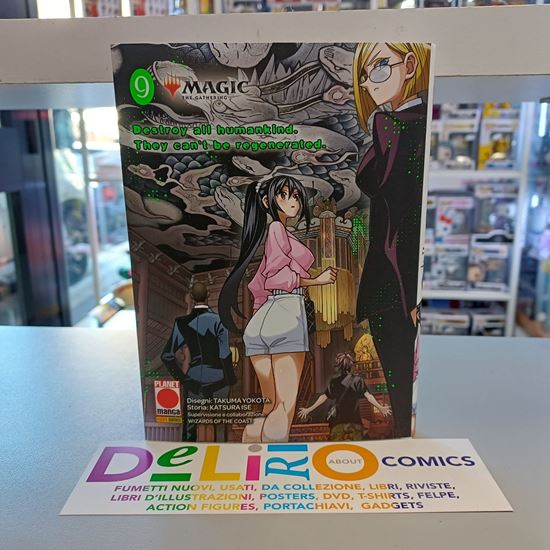 9 MAGIC
THE GATHERING
Destroy all humankind.
They can't be regenerated.
Disegni: TAKUMA YOKOTA
Storia: KATSURA ISE
Supervisione e collaborazione
WIZARDS OF THE COAST
PLANET
manga
DELIRIO ABOUT COMICS
FUMETTI NUOVI, USATI, DA COLLEZIONE, LIBRI, RIVISTE,
LIBRI D'ILLUSTRAZIONI, POSTERS, DVD, T-SHIRTS, FELPE,
ACTION FIGURES, PORTACHIAVI, GADGETS